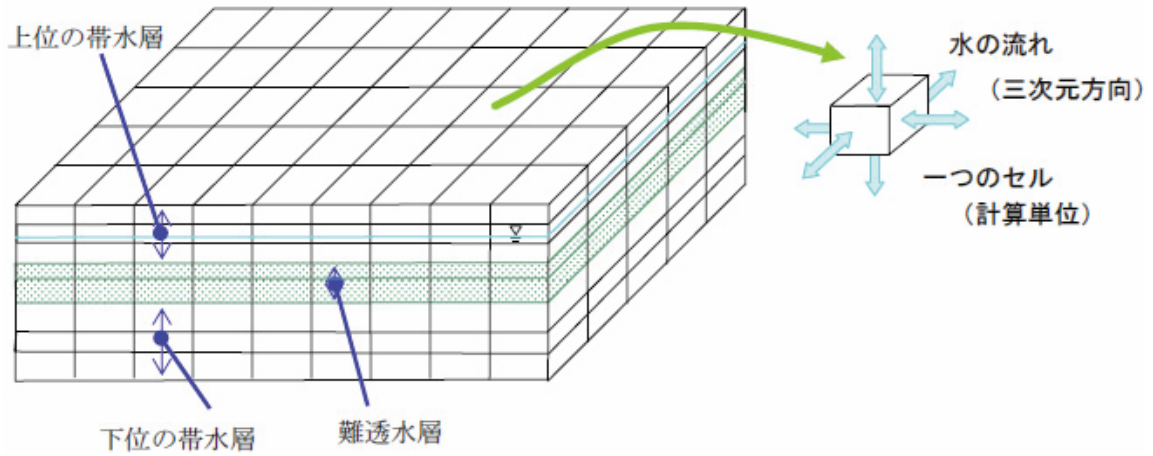 上位の帯水層
水の流れ
(三次元方向)
一つのセル
(計算単位)
難透水層
下位の帯水層